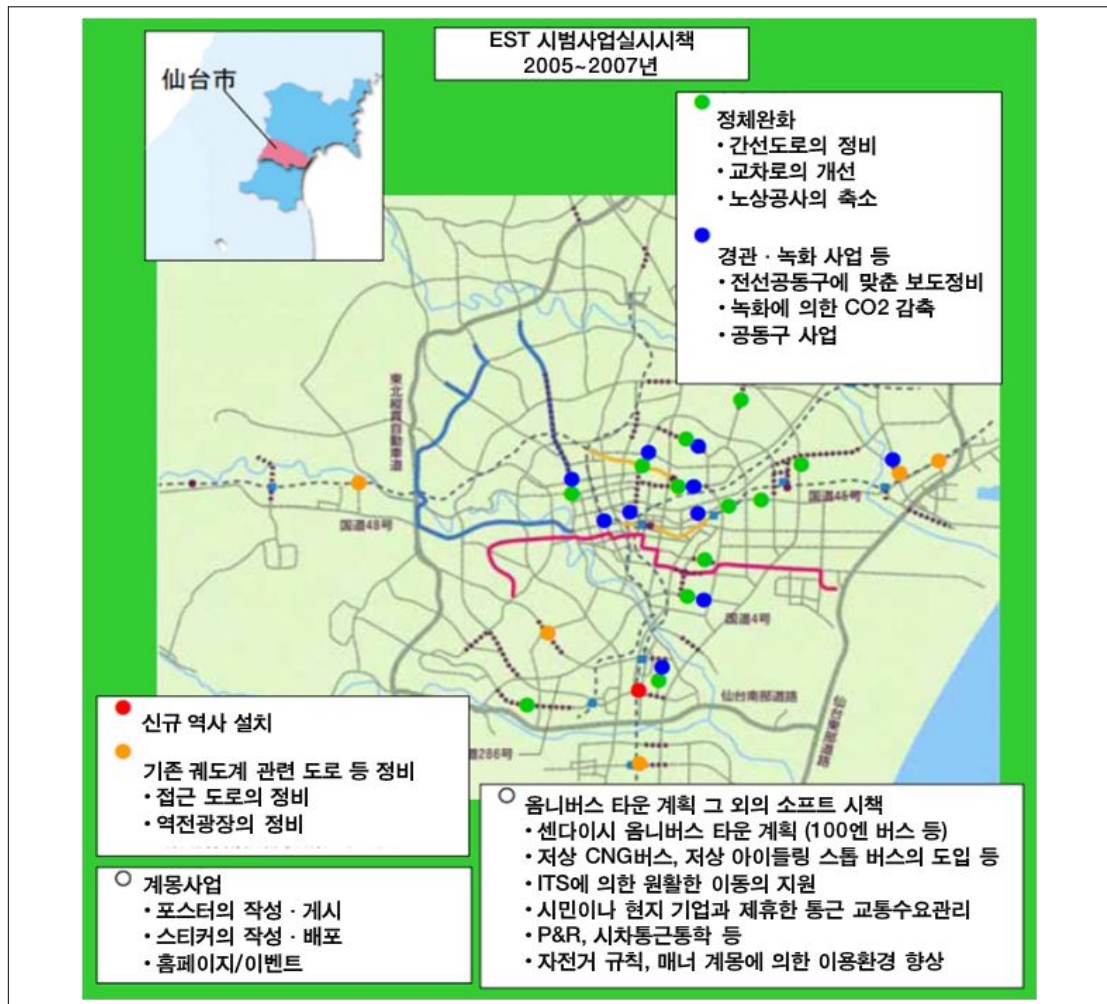 EST 시범사업실시시책
2005~2007년
仙台市
정체완화
• 간선도로의 정비
• 교차로의 개선
• 노상공사의 축소
경관 · 녹화 사업 등
• 전선공동구에 맞춘 보도정비
• 녹화에 의한 CO2 감축
• 공동구 사업
東北縦貫自動車道
国道48号
国道45号
国道4号
仙台南部道路
仙台東部道路
道286号
신규 역사 설치
기존 궤도계 관련 도로 등 정비
• 접근 도로의 정비
• 역전광장의 정비
계몽사업
• 포스터의 작성 · 게시
• 스티커의 작성 · 배포
• 홈페이지/이벤트
옴니버스 타운 계획 그 외의 소프트 시책
• 센다이시 옴니버스 타운 계획 (100엔 버스 등)
• 저상 CNG버스, 저상 아이들링 스톱 버스의 도입 등
• ITS에 의한 원활한 이동의 지원
• 시민이나 현지 기업과 제휴한 통근 교통수요관리
• P&R, 시차통근통학 등
• 자전거 규칙, 매너 계몽에 의한 이용환경 향상